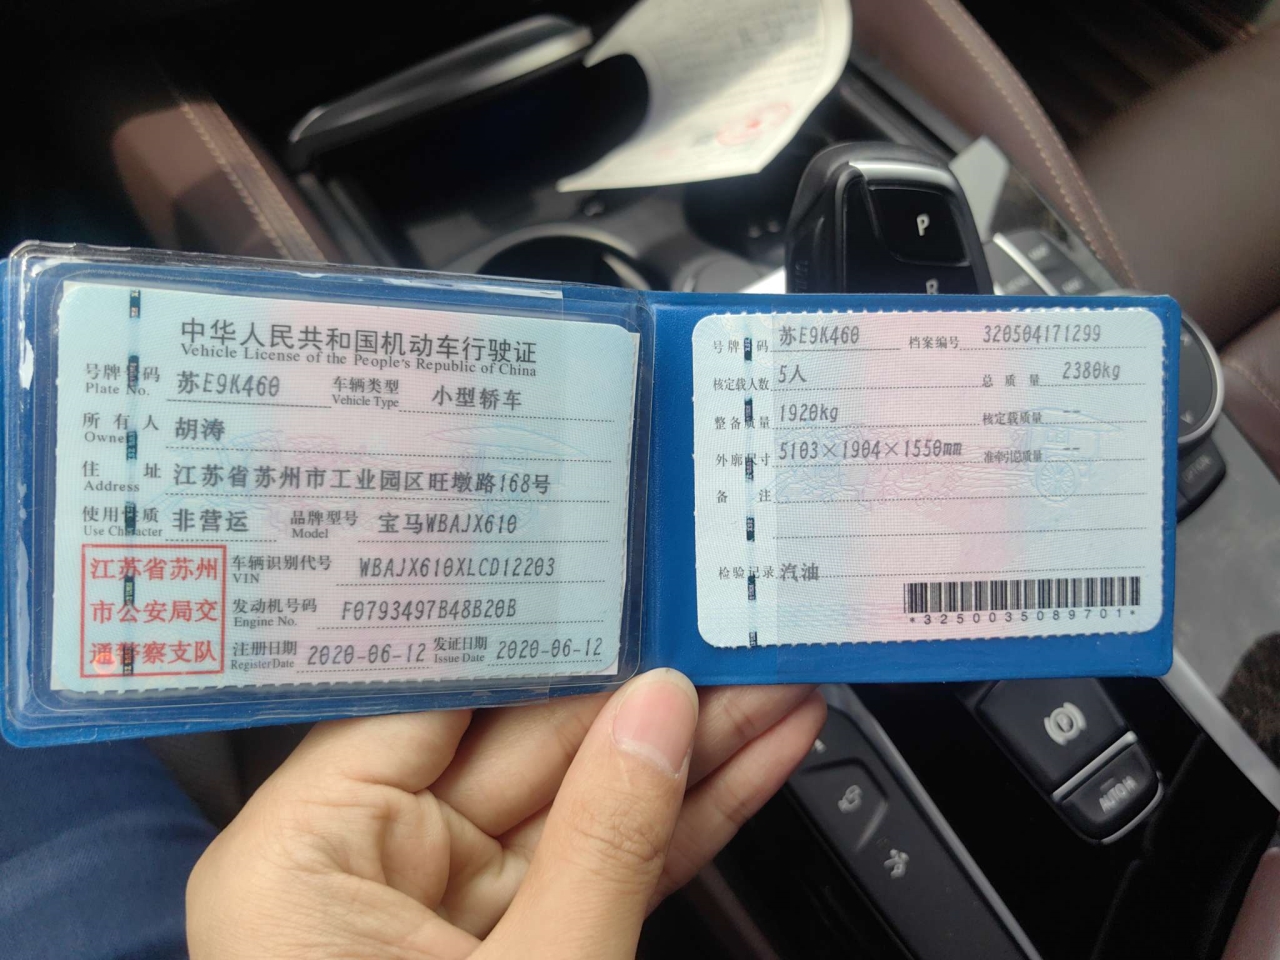 中华人民共和国机动车行驶证
Vehicle License of the People's Republic of China
号牌号码 苏E9K460 车辆类型 小型轿车
Plate No. Vehicle Type
所有人 胡涛
Owner
住址 江苏省苏州市工业园区旺墩路168号
Address
使用性质 非营运 品牌型号 宝马WBAJX610
Use Character Model
江苏省苏州
市公安局交
通警察支队
车辆识别代号 WBAJX610XLCD12203
VIN
发动机号码 F0793497B48B20B
Engine No.
注册日期 2020-06-12 发证日期 2020-06-12
Register Date Issue Date
号牌号码 苏E9K460 档案编号 320504171299
核定载人数 5人 总质量 2380kg
整备质量 1920kg 核定载质量 --
外廓尺寸 5103×1904×1550mm 准牵引总质量 --
备注
检验记录 汽油
*3250035089701*
P
R
AUTO H